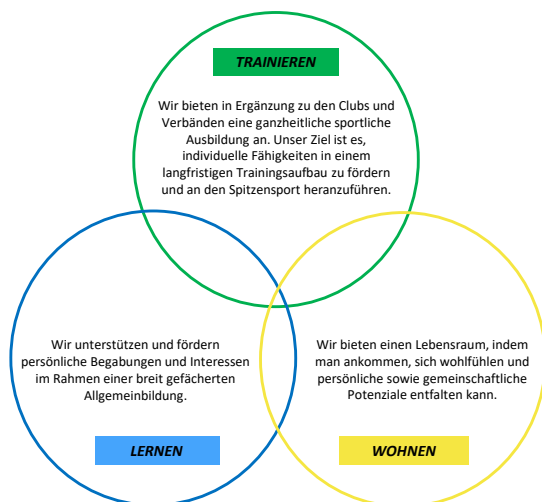 TRAINIEREN
Wir bieten in Ergänzung zu den Clubs und
Verbänden eine ganzheitliche sportliche
Ausbildung an. Unser Ziel ist es,
individuelle Fähigkeiten in einem
langfristigen Trainingsaufbau zu fördern
und an den Spitzensport heranzuführen.
Wir unterstützen und fördern
persönliche Begabungen und Interessen
im Rahmen einer breit gefächerten
Allgemeinbildung.
LERNEN
Wir bieten einen Lebensraum, indem
man ankommen, sich wohlfühlen und
persönliche sowie gemeinschaftliche
Potenziale entfalten kann.
WOHNEN